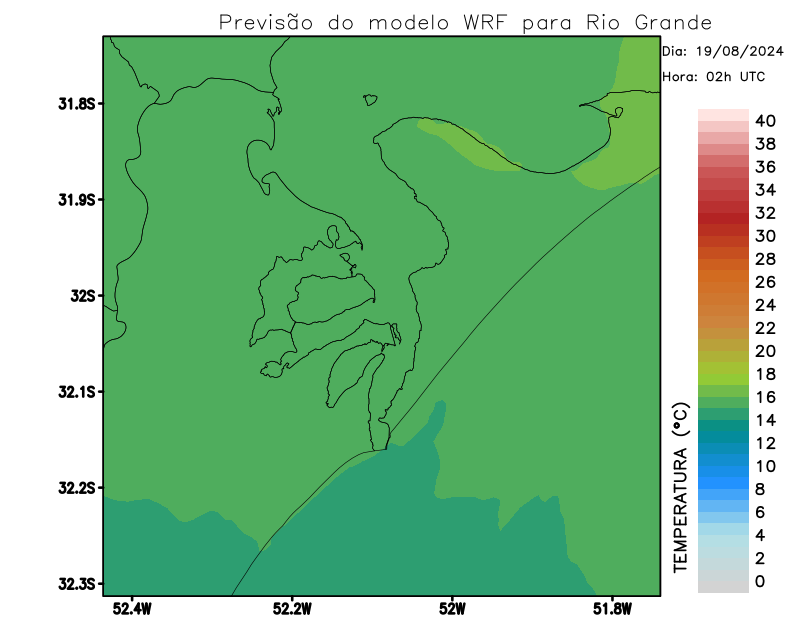 Previsão do modelo WRF para Rio Grande
Dia: 19/08/2024
Hora: 02h UTC
31.8S
31.9S
32S
32.1S
32.2S
32.3S
52.4W
52.2W
52W
51.8W
TEMPERATURA (°C)
40
38
36
34
32
30
28
26
24
22
20
18
16
14
12
10
8
6
4
2
0